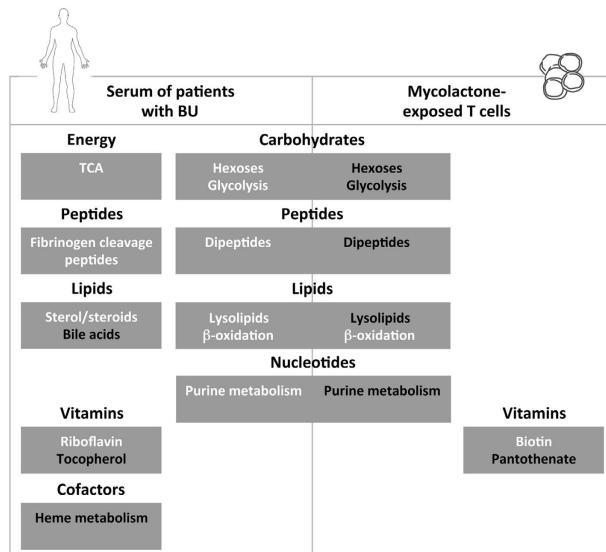 Serum of patients
with BU
Mycolactone-
exposed T cells
Energy
TCA
Carbohydrates
Hexoses
Glycolysis
Hexoses
Glycolysis
Peptides
Fibrinogen cleavage
peptides
Peptides
Dipeptides
Dipeptides
Lipids
Sterol/steroids
Bile acids
Lipids
Lysolipids
β-oxidation
Lysolipids
β-oxidation
Nucleotides
Purine metabolism
Purine metabolism
Vitamins
Riboflavin
Tocopherol
Vitamins
Biotin
Pantothenate
Cofactors
Heme metabolism